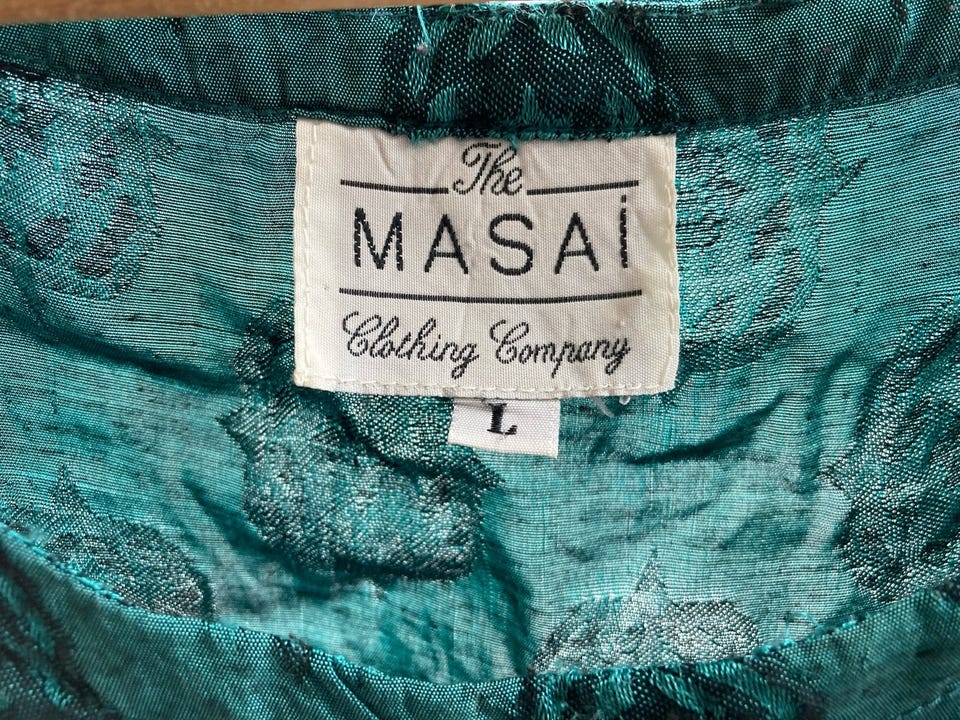 The
MASAi
Clothing Company
L